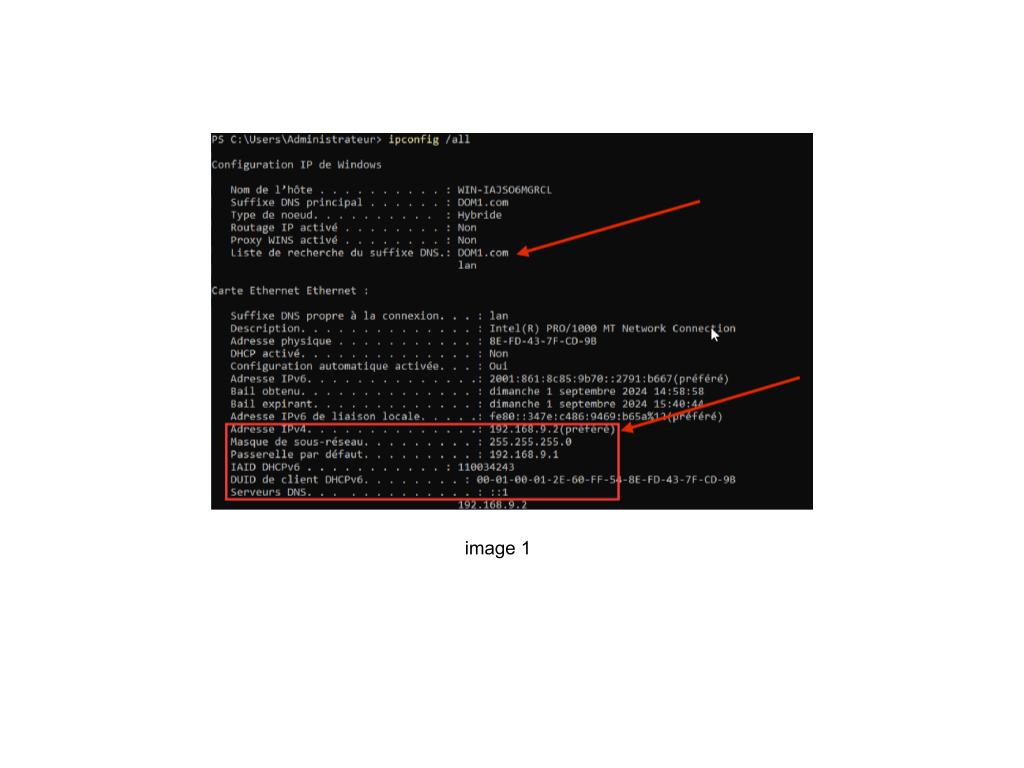 PS C:\Users\Administrateur> ipconfig /all
Configuration IP de Windows
Nom de l'hôte . . . . . . . . . . : WIN-IAJSO6MGRCL
Suffixe DNS principal . . . . . . : DOM1.com
Type de noeud. . . . . . . . . . : Hybride
Routage IP activé . . . . . . . . : Non
Proxy WINS activé . . . . . . . . : Non
Liste de recherche du suffixe DNS.: DOM1.com
lan
Carte Ethernet Ethernet :
Suffixe DNS propre à la connexion. . . : lan
Description. . . . . . . . . . . . . . : Intel(R) PRO/1000 MT Network Connection
Adresse physique . . . . . . . . . . . : 8E-FD-43-7F-CD-9B
DHCP activé. . . . . . . . . . . . . . : Non
Configuration automatique activée. . . : Oui
Adresse IPv6. . . . . . . . . . . . . .: 2001:861:8c85:9b70::2791:b667(préféré)
Bail obtenu. . . . . . . . . . . . . . : dimanche 1 septembre 2024 14:58:58
Bail expirant. . . . . . . . . . . . . : dimanche 1 septembre 2024 15:40:44
Adresse IPv6 de liaison locale. . . . .: fe80::347e:c486:9469:b65a%12(préféré)
Adresse IPv4. . . . . . . . . . . . . .: 192.168.9.2(préféré)
Masque de sous-réseau. . . . . . . . . : 255.255.255.0
Passerelle par défaut. . . . . . . . . : 192.168.9.1
IAID DHCPv6 . . . . . . . . . . . : 110034243
DUID de client DHCPv6. . . . . . . . : 00-01-00-01-2E-60-FF-54-8E-FD-43-7F-CD-9B
Serveurs DNS. . . . . . . . . . . . . : ::1
192.168.9.2
image 1